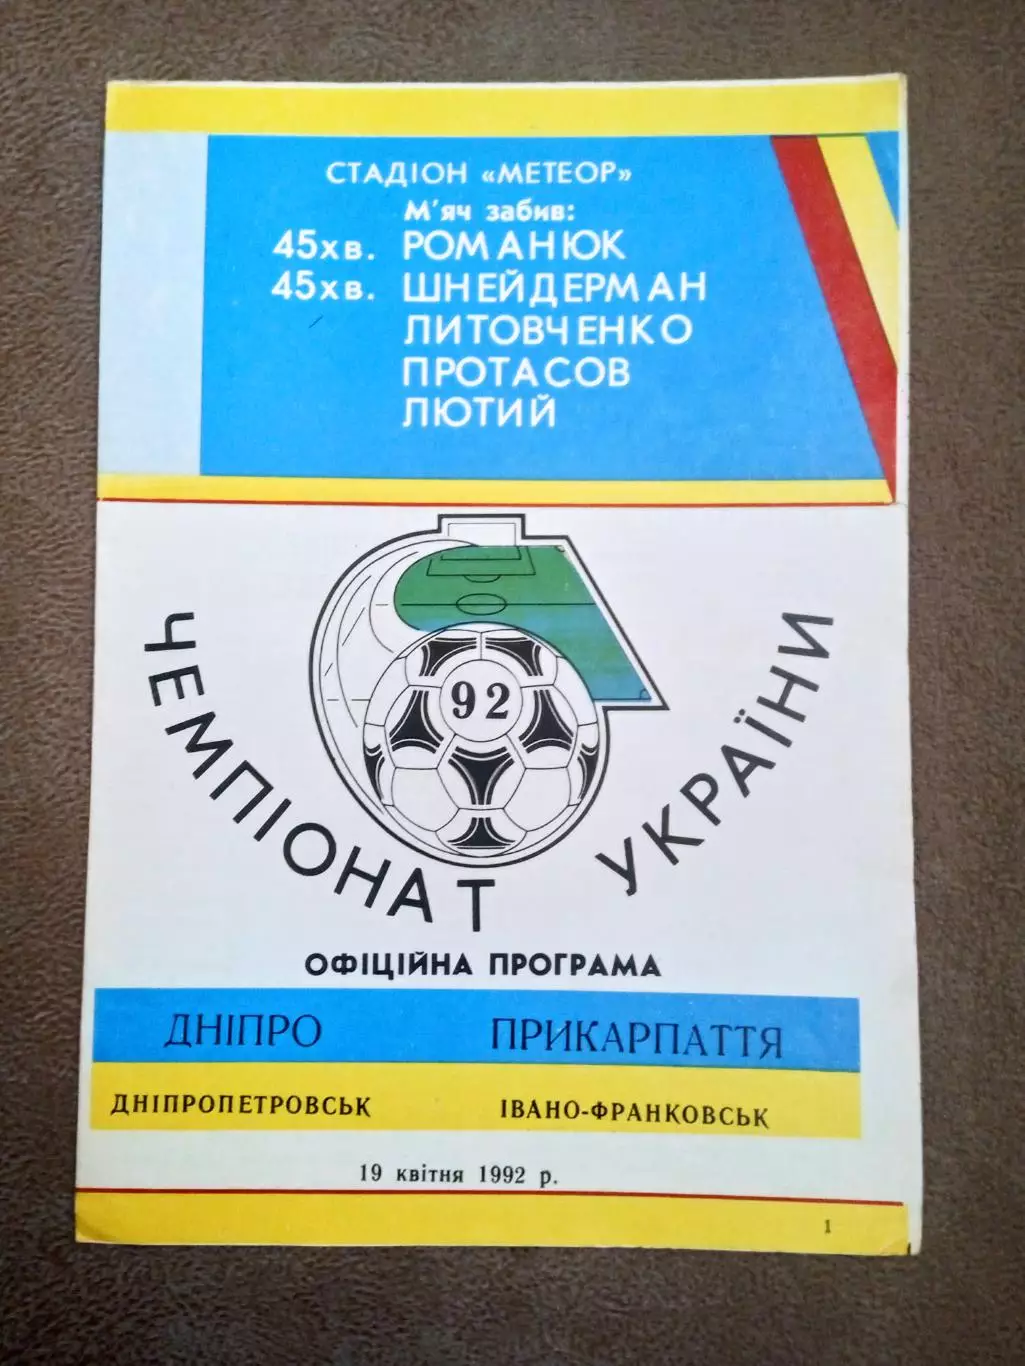 СТАДІОН «МЕТЕОР»
М'яч забив:
45хв. РОМАНЮК
45хв. ШНЕЙДЕРМАН
ЛИТОВЧЕНКО
ПРОТАСОВ
ЛЮТИЙ
92
ЧЕМПІОНАТ УКРАЇНИ
ОФІЦІЙНА ПРОГРАМА
ДНІПРО ПРИКАРПАТТЯ
ДНІПРОПЕТРОВСЬК ІВАНО-ФРАНКОВСЬК
19 квітня 1992 р.
1